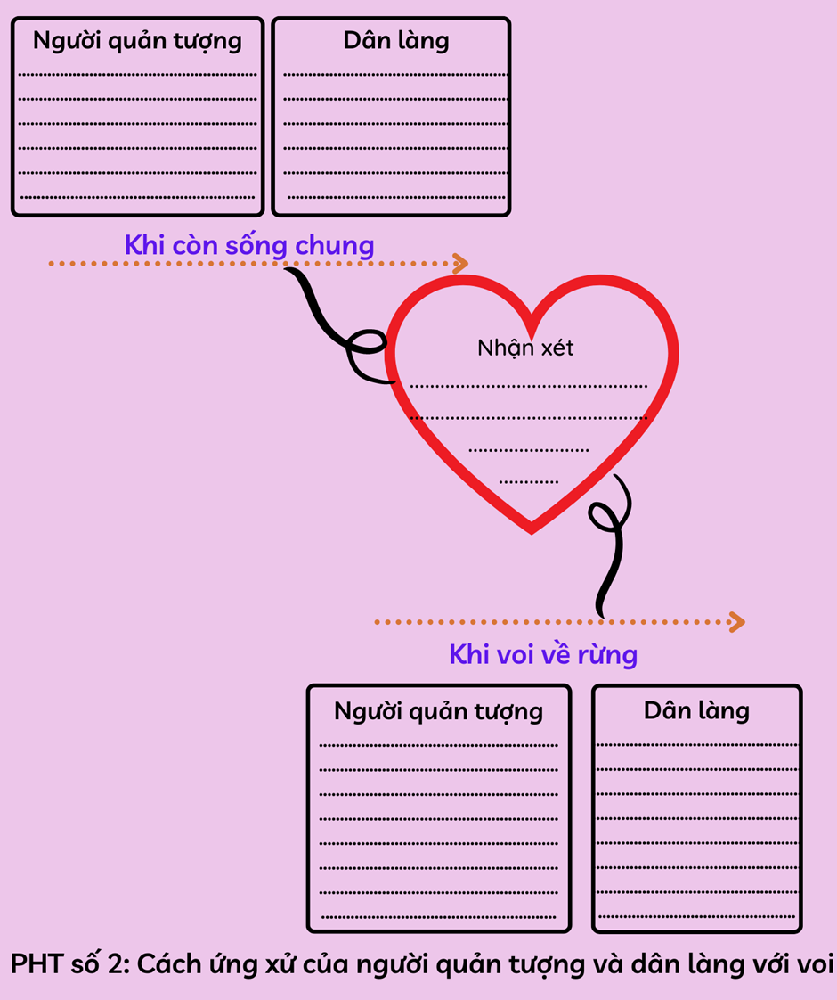 Người quản tượng
Dân làng
Khi còn sống chung
Nhận xét
Khi voi về rừng
Người quản tượng
Dân làng
PHT số 2: Cách ứng xử của người quản tượng và dân làng với voi